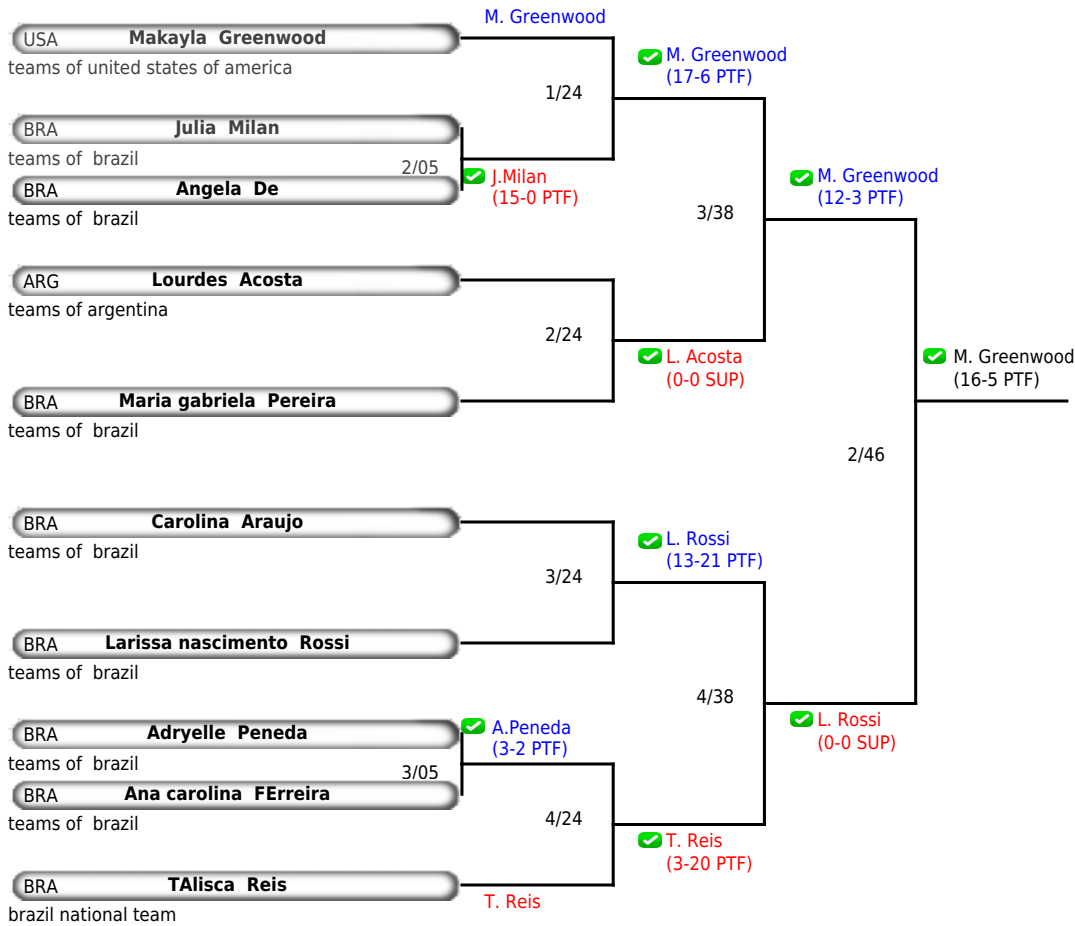 M. Greenwood
USA Makayla Greenwood
teams of united states of america
M. Greenwood
(17-6 PTF)
1/24
BRA Julia Milan
teams of brazil
2/05
J.Milan
(15-0 PTF)
BRA Angela De
teams of brazil
M. Greenwood
(12-3 PTF)
3/38
ARG Lourdes Acosta
teams of argentina
2/24
L. Acosta
(0-0 SUP)
BRA Maria gabriela Pereira
teams of brazil
M. Greenwood
(16-5 PTF)
2/46
BRA Carolina Araujo
teams of brazil
L. Rossi
(13-21 PTF)
3/24
BRA Larissa nascimento Rossi
teams of brazil
4/38
L. Rossi
(0-0 SUP)
BRA Adryelle Peneda
teams of brazil
A.Peneda
(3-2 PTF)
3/05
BRA Ana carolina FErreira
teams of brazil
4/24
T. Reis
(3-20 PTF)
BRA TAlisca Reis
brazil national team
T. Reis